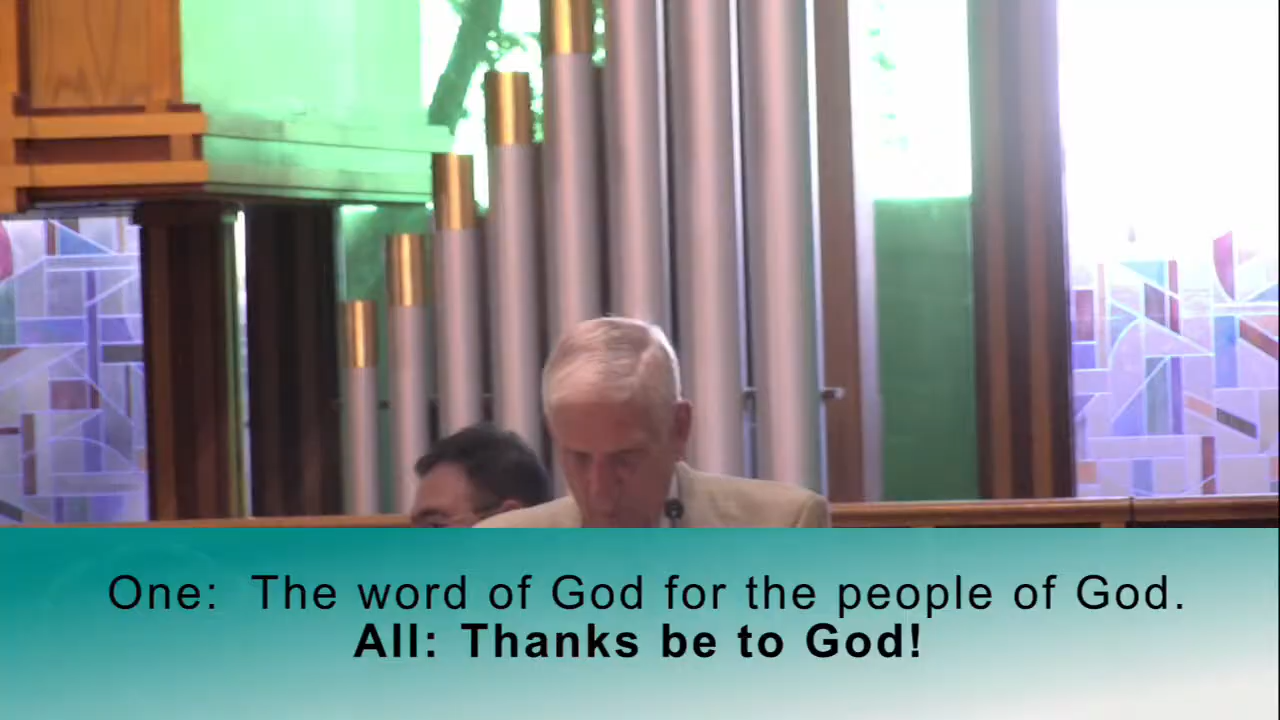 One:  The word of God for the people of God.
All: Thanks be to God!